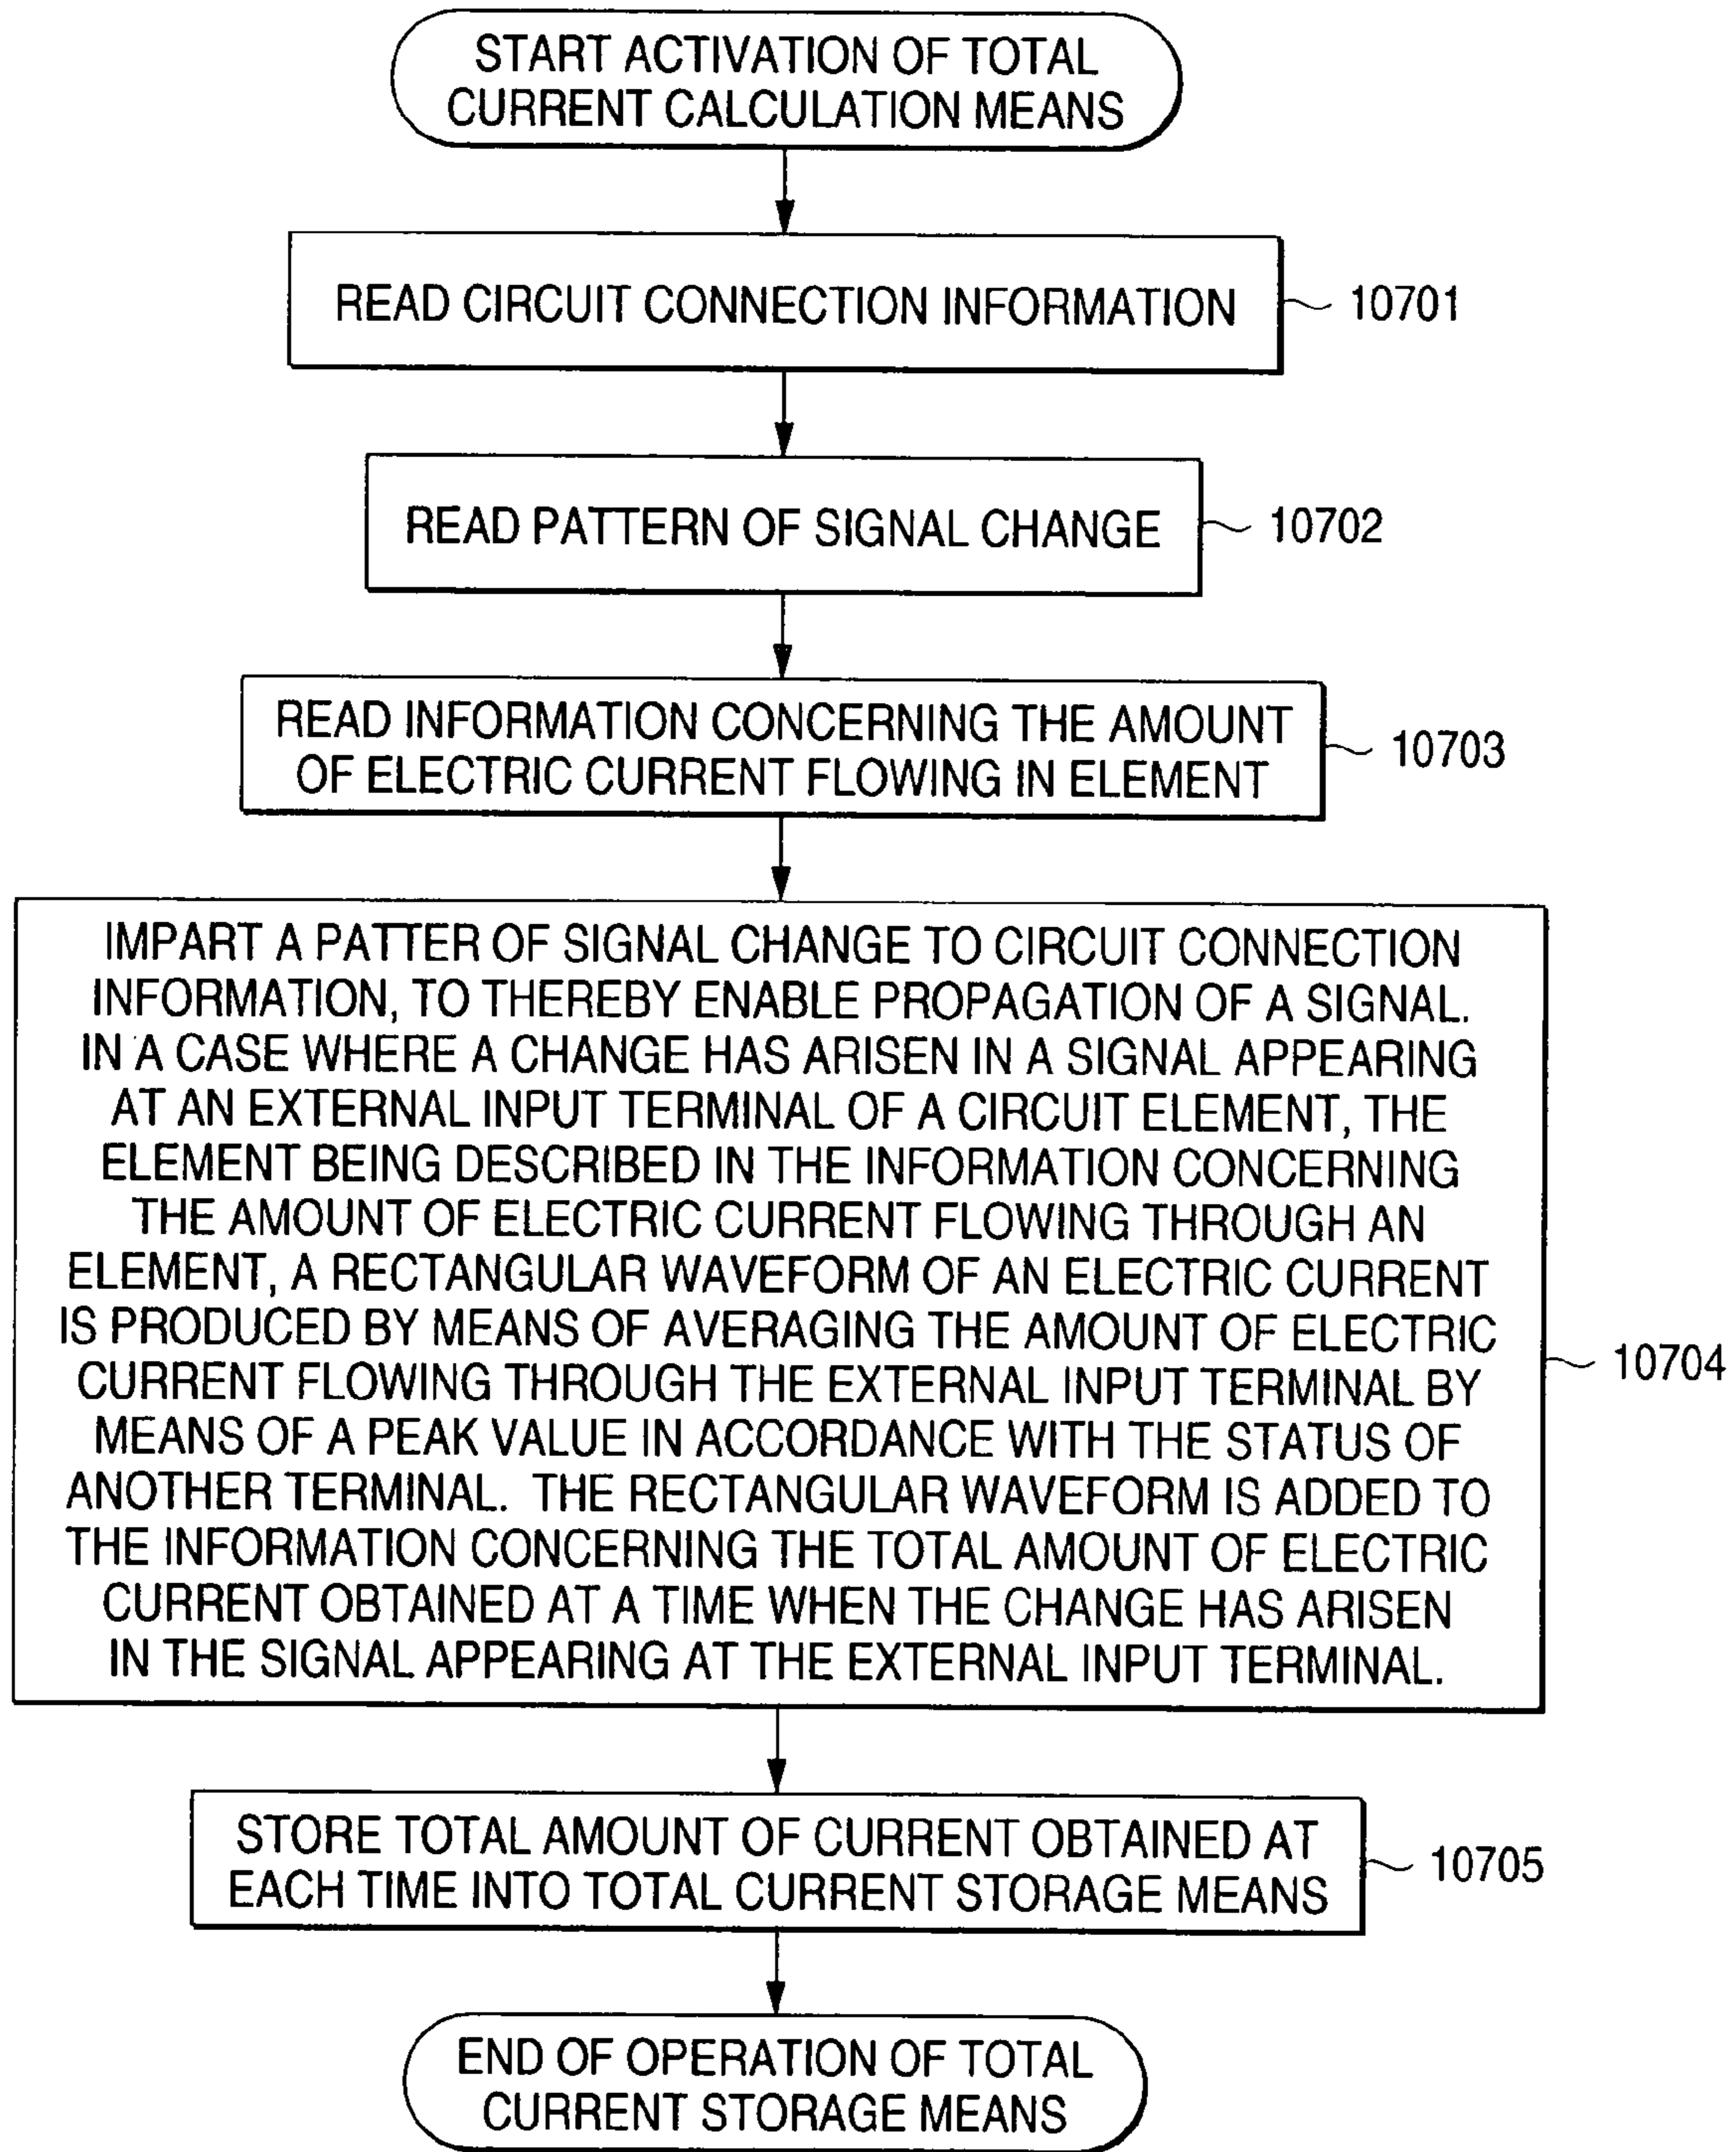 START ACTIVATION OF TOTAL
CURRENT CALCULATION MEANS
READ CIRCUIT CONNECTION INFORMATION
10701
READ PATTERN OF SIGNAL CHANGE
10702
READ INFORMATION CONCERNING THE AMOUNT
OF ELECTRIC CURRENT FLOWING IN ELEMENT
10703
IMPART A PATTER OF SIGNAL CHANGE TO CIRCUIT CONNECTION
INFORMATION, TO THEREBY ENABLE PROPAGATION OF A SIGNAL.
IN A CASE WHERE A CHANGE HAS ARISEN IN A SIGNAL APPEARING
AT AN EXTERNAL INPUT TERMINAL OF A CIRCUIT ELEMENT, THE
ELEMENT BEING DESCRIBED IN THE INFORMATION CONCERNING
THE AMOUNT OF ELECTRIC CURRENT FLOWING THROUGH AN
ELEMENT, A RECTANGULAR WAVEFORM OF AN ELECTRIC CURRENT
IS PRODUCED BY MEANS OF AVERAGING THE AMOUNT OF ELECTRIC
CURRENT FLOWING THROUGH THE EXTERNAL INPUT TERMINAL BY
MEANS OF A PEAK VALUE IN ACCORDANCE WITH THE STATUS OF
ANOTHER TERMINAL. THE RECTANGULAR WAVEFORM IS ADDED TO
THE INFORMATION CONCERNING THE TOTAL AMOUNT OF ELECTRIC
CURRENT OBTAINED AT A TIME WHEN THE CHANGE HAS ARISEN
IN THE SIGNAL APPEARING AT THE EXTERNAL INPUT TERMINAL.
10704
STORE TOTAL AMOUNT OF CURRENT OBTAINED AT
EACH TIME INTO TOTAL CURRENT STORAGE MEANS
10705
END OF OPERATION OF TOTAL
CURRENT STORAGE MEANS